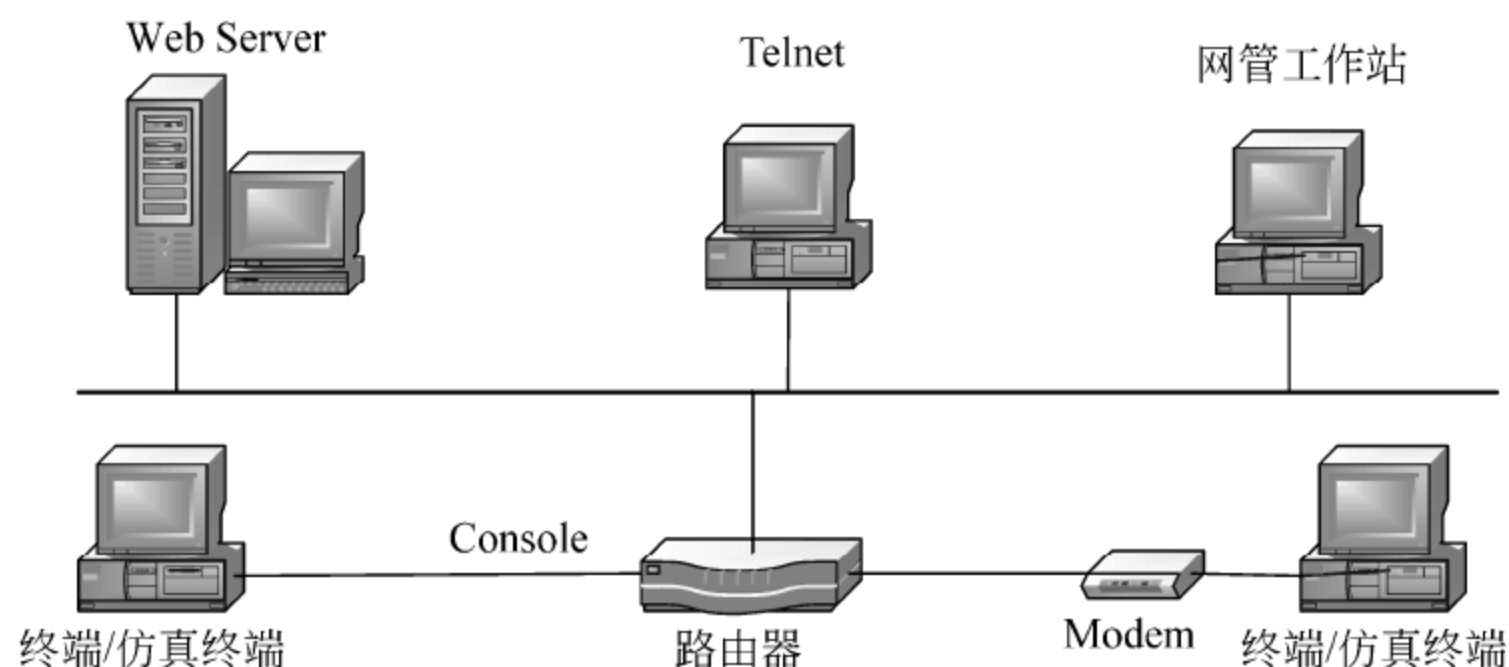 Web Server
Telnet
网管工作站
Console
终端/仿真终端
路由器
Modem
终端/仿真终端